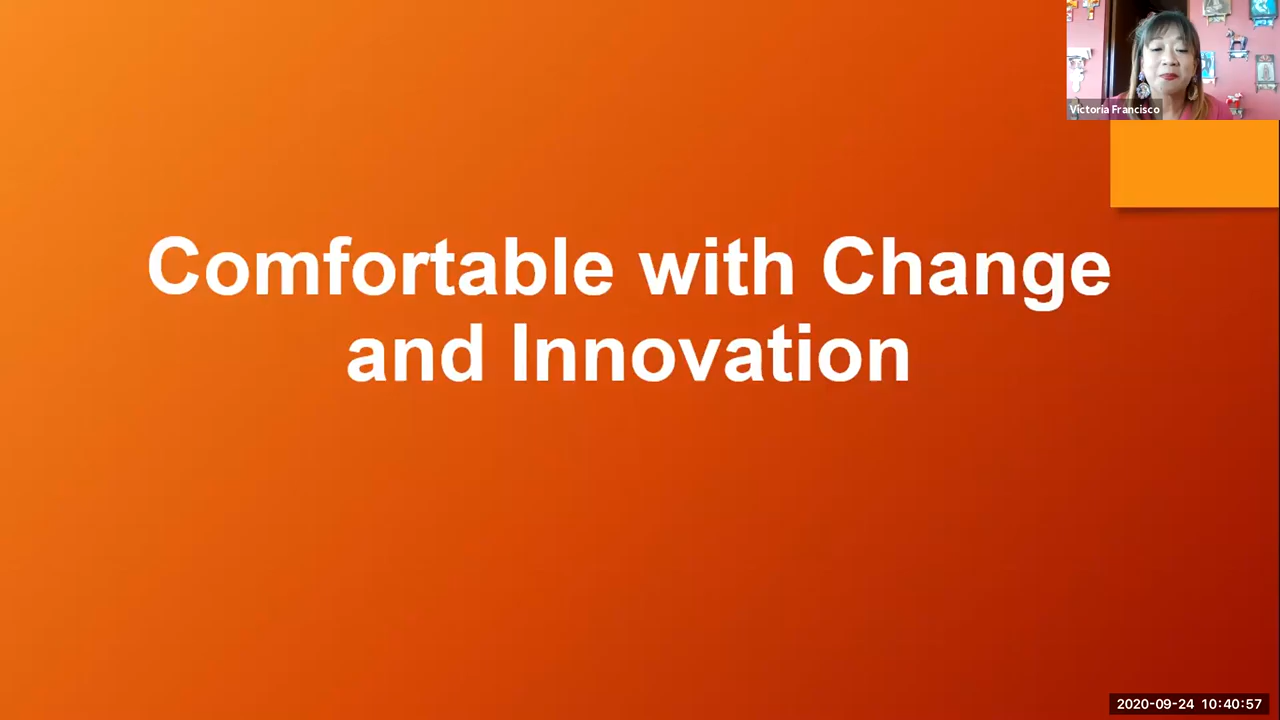 Victoria Francisco
Comfortable with Change
and Innovation
2020-09-24 10:40:57